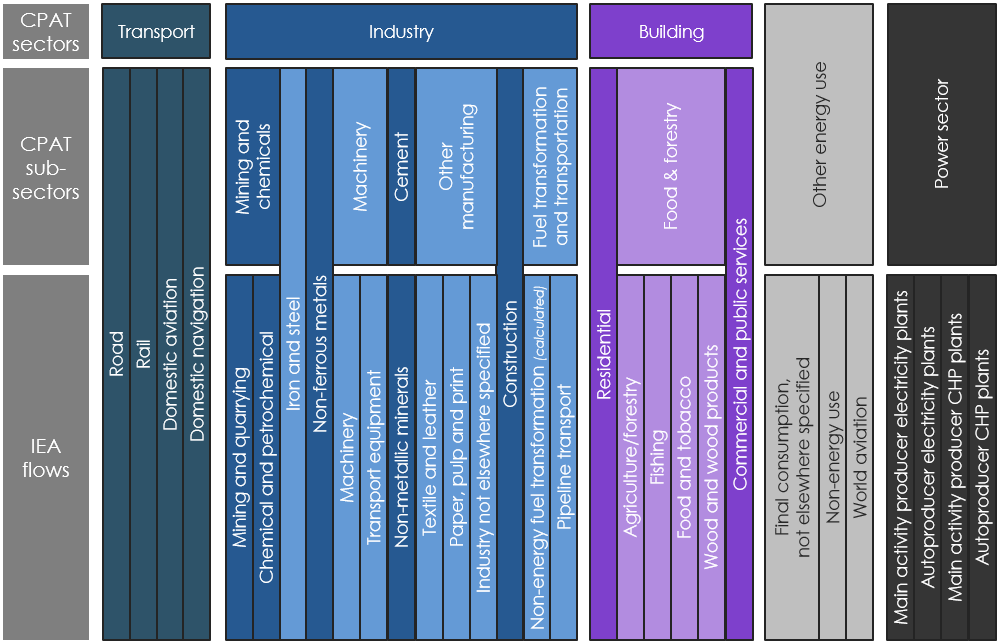 CPAT
sectors
Transport
Industry
Building
Other energy use
Power sector
CPAT
sub-
sectors
Mining and
chemicals
Machinery
Cement
Other
manufacturing
Fuel transformation
and transportation
Food & forestry
IEA
flows
Road
Rail
Domestic aviation
Domestic navigation
Mining and quarrying
Chemical and petrochemical
Iron and steel
Non-ferrous metals
Machinery
Transport equipment
Non-metallic minerals
Textile and leather
Paper, pulp and print
Industry not elsewhere specified
Construction
Non-energy fuel transformation (calculated)
Pipeline transport
Residential
Agriculture/forestry
Fishing
Food and tobacco
Wood and wood products
Commercial and public services
Final consumption,
not elsewhere specified
Non-energy use
World aviation
Main activity producer electricity plants
Autoproducer electricity plants
Main activity producer CHP plants
Autoproducer CHP plants